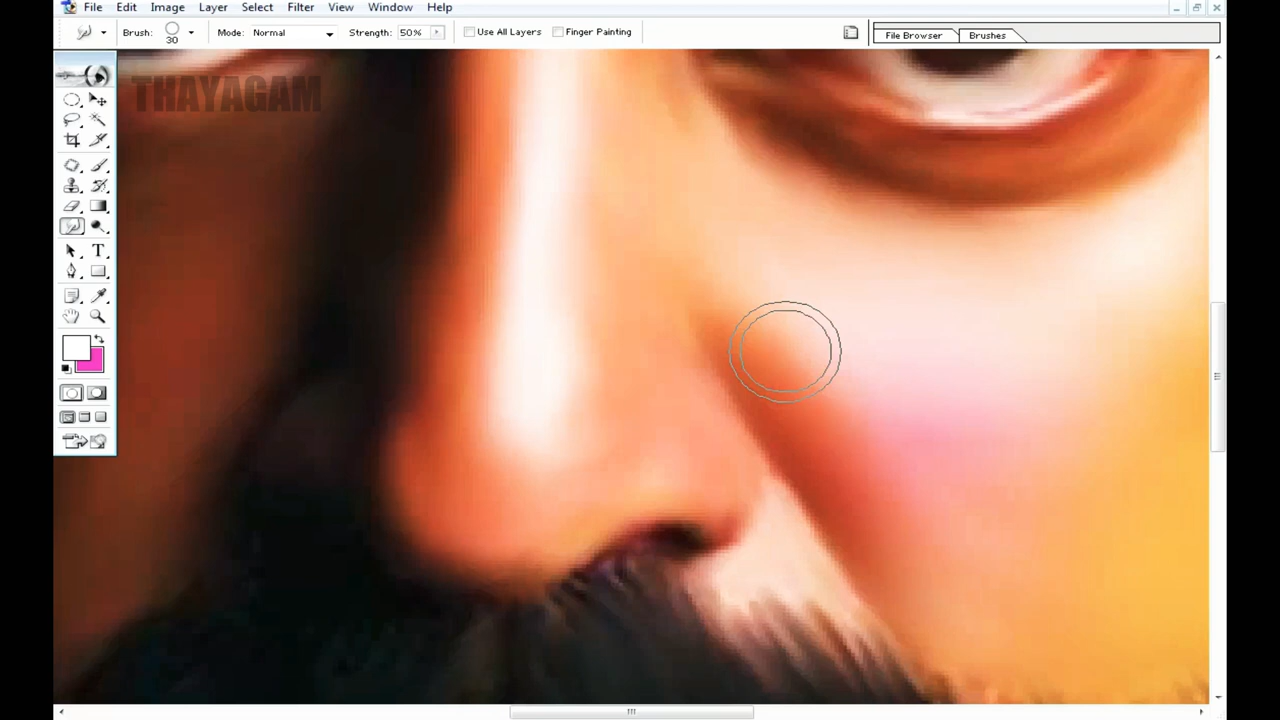 File Edit Image Layer Select Filter View Window Help
Brush: 30 Mode: Normal Strength: 50% Use All Layers Finger Painting File Browser Brushes
THAYAGAM
T